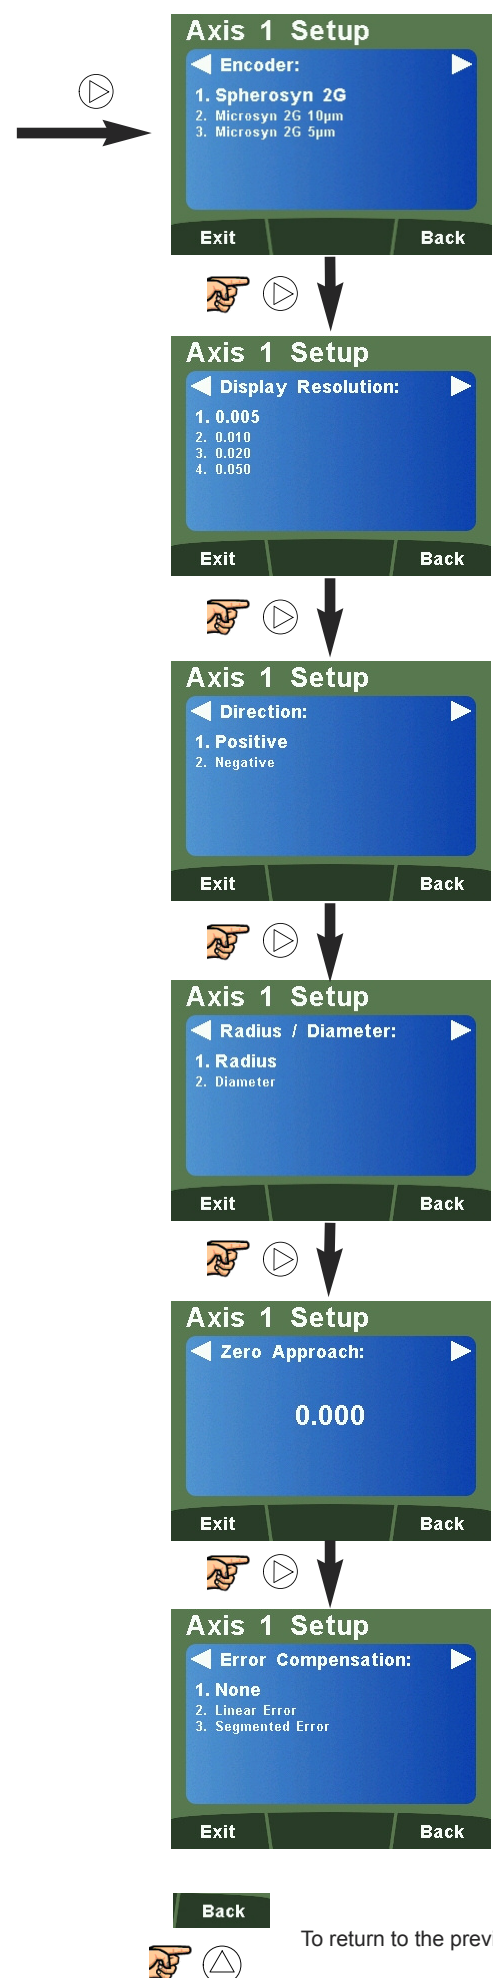 Axis 1 Setup
Encoder:
1. Spherosyn 2G
2. Microsyn 2G 10µm
3. Microsyn 2G 5µm
Exit Back
Axis 1 Setup
Display Resolution:
1. 0.005
2. 0.010
3. 0.020
4. 0.050
Exit Back
Axis 1 Setup
Direction:
1. Positive
2. Negative
Exit Back
Axis 1 Setup
Radius / Diameter:
1. Radius
2. Diameter
Exit Back
Axis 1 Setup
Zero Approach:
0.000
Exit Back
Axis 1 Setup
Error Compensation:
1. None
2. Linear Error
3. Segmented Error
Exit Back
Back
To return to the